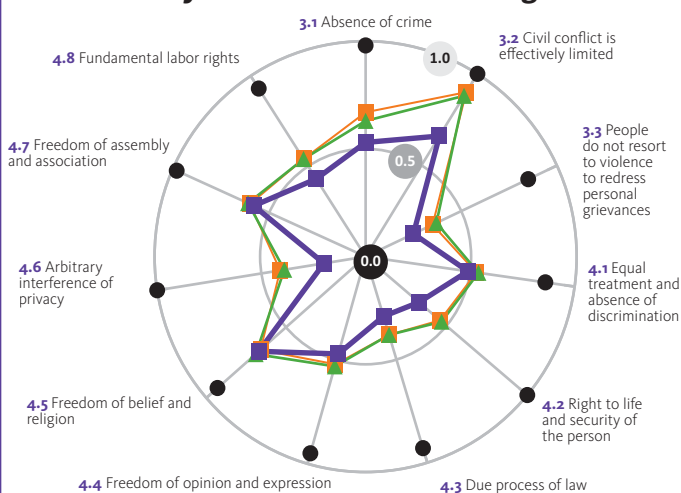 3.1 Absence of crime
1.0
3.2 Civil conflict is
effectively limited
4.8 Fundamental labor rights
3.3 People
do not resort
to violence
to redress
personal
grievances
4.7 Freedom of assembly
and association
0.5
0.0
4.6 Arbitrary
interference of
privacy
4.1 Equal
treatment and
absence of
discrimination
4.5 Freedom of belief and
religion
4.2 Right to life
and security of
the person
4.4 Freedom of opinion and expression
4.3 Due process of law